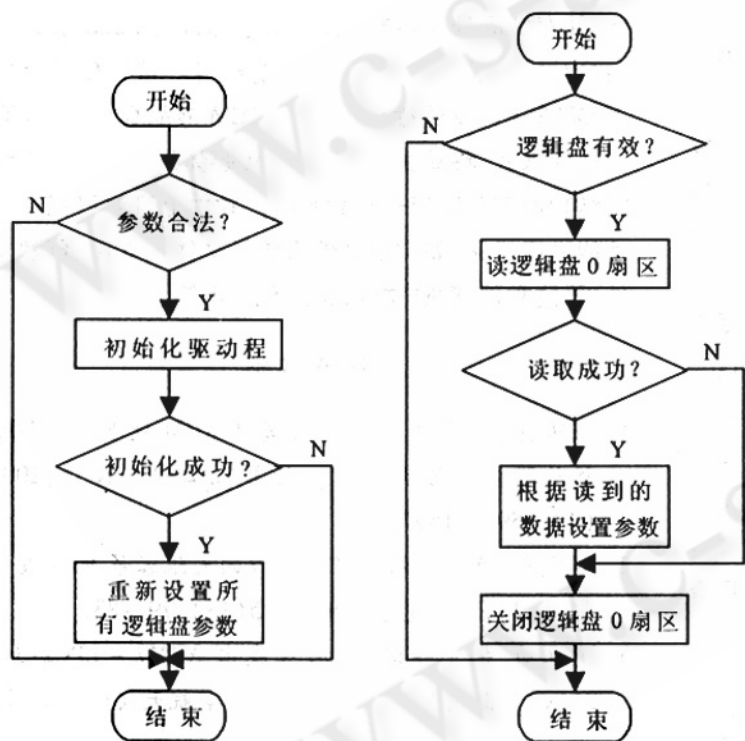 开始
N
参数合法?
Y
初始化驱动程
初始化成功?
N
Y
重新设置所
有逻辑盘参数
结束
开始
N
逻辑盘有效?
Y
读逻辑盘0扇区
读取成功?
N
Y
根据读到的
数据设置参数
关闭逻辑盘0扇区
结束
www.c-s-
www.c-s